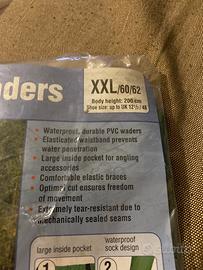 aders
XXL/60/62
Body height: 200 cm
Shoe size: up to UK 12½ / 48
• Waterproof, durable PVC waders
• Elasticated waistband prevents
water penetration
• Large inside pocket for angling
accessories
• Comfortable elastic braces
• Optimal cut ensures freedom
of movement
• Extremely tear-resistant due to
mechanically sealed seams
large inside pocket
waterproof
sock design
1
2
subito